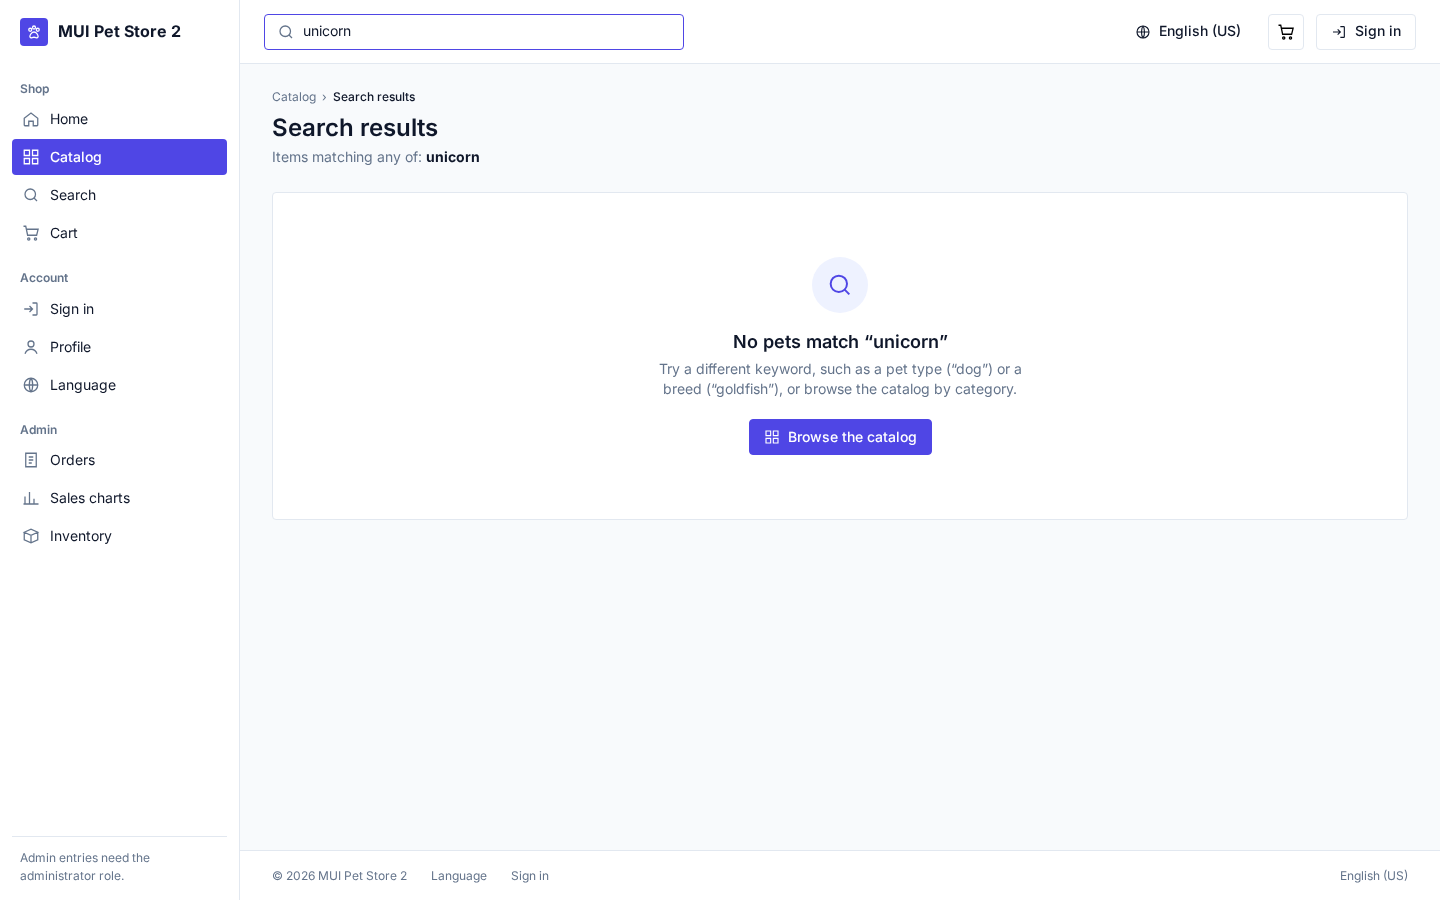 MUI Pet Store 2
Shop
Home
Catalog
Search
Cart
Account
Sign in
Profile
Language
Admin
Orders
Sales charts
Inventory
Admin entries need the
administrator role.
unicorn
English (US)
Sign in
Catalog › Search results
Search results
Items matching any of: unicorn
No pets match “unicorn”
Try a different keyword, such as a pet type (“dog”) or a
breed (“goldfish”), or browse the catalog by category.
Browse the catalog
© 2026 MUI Pet Store 2
Language
Sign in
English (US)